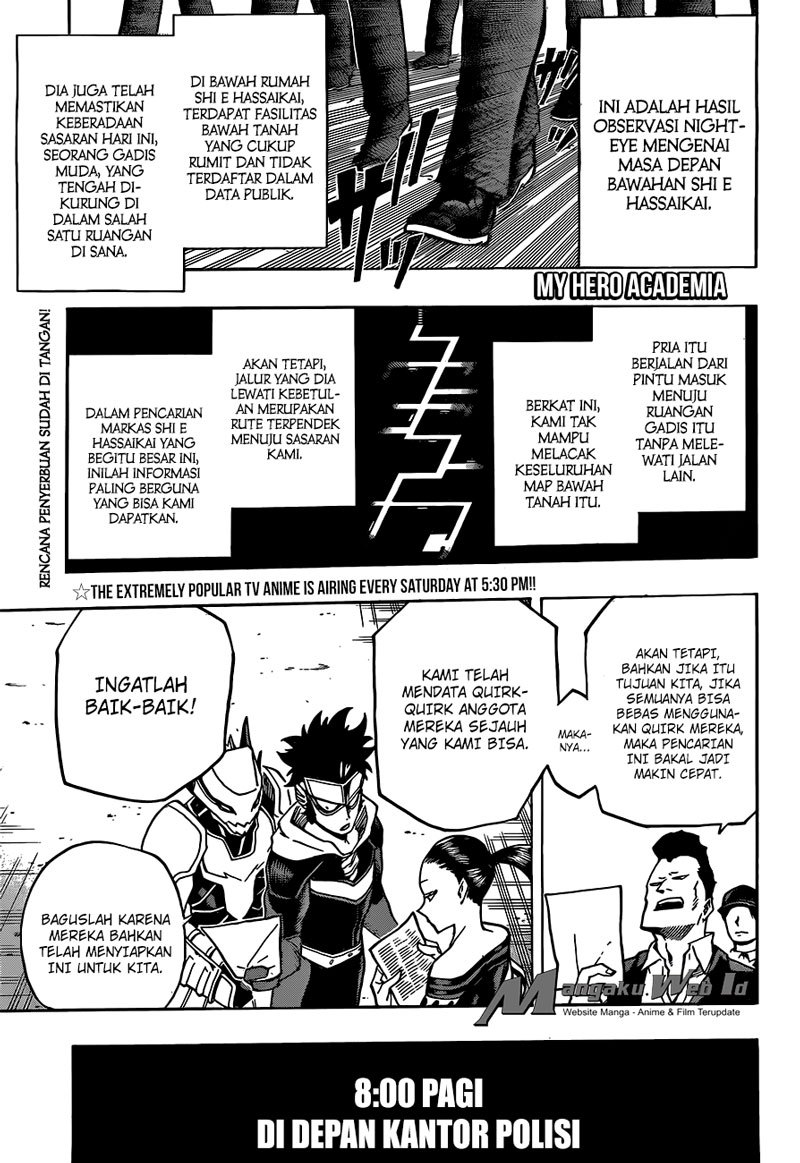 INI ADALAH HASIL
OBSERVASI NIGHT-
EYE MENGENAI
MASA DEPAN
BAWAHAN SHI E
HASSAIKAI.
DI BAWAH RUMAH
SHI E HASSAIKAI,
TERDAPAT FASILITAS
BAWAH TANAH
YANG CUKUP
RUMIT DAN TIDAK
TERDAFTAR DALAM
DATA PUBLIK.
DIA JUGA TELAH
MEMASTIKAN
KEBERADAAN
SASARAN HARI INI,
SEORANG GADIS
MUDA, YANG
TENGAH DI-
KURUNG DI
DALAM SALAH
SATU RUANGAN
DI SANA.
MY HERO ACADEMIA
PRIA ITU
BERJALAN DARI
PINTU MASUK
MENUJU
RUANGAN
GADIS ITU
TANPA MELE-
WATI JALAN
LAIN.
BERKAT INI,
KAMI TAK
MAMPU
MELACAK
KESELURUHAN
MAP BAWAH
TANAH ITU.
AKAN TETAPI,
JALUR YANG DIA
LEWATI KEBETUL-
AN MERUPAKAN
RUTE TERPENDEK
MENUJU SASARAN
KAMI.
DALAM PENCARIAN
MARKAS SHI E
HASSAIKAI YANG
BEGITU BESAR INI,
INILAH INFORMASI
PALING BERGUNA
YANG BISA KAMI
DAPATKAN.
RENCANA PENYERBUAN SUDAH DI TANGAN!
☆THE EXTREMELY POPULAR TV ANIME IS AIRING EVERY SATURDAY AT 5:30 PM!!
AKAN TETAPI,
BAHKAN JIKA ITU
TUJUAN KITA, JIKA
SEMUANYA BISA
BEBAS MENGGUNA-
KAN QUIRK MEREKA,
MAKA PENCARIAN
INI BAKAL JADI
MAKIN CEPAT.
MAKA-
NYA...
KAMI TELAH
MENDATA QUIRK-
QUIRK ANGGOTA
MEREKA SEJAUH
YANG KAMI BISA.
INGATLAH
BAIK-BAIK!
BAGUSLAH KARENA
MEREKA BAHKAN
TELAH MENYIAPKAN
INI UNTUK KITA.
Mangaku.Web Id
Website Manga - Anime & Film Terupdate
8:00 PAGI
DI DEPAN KANTOR POLISI